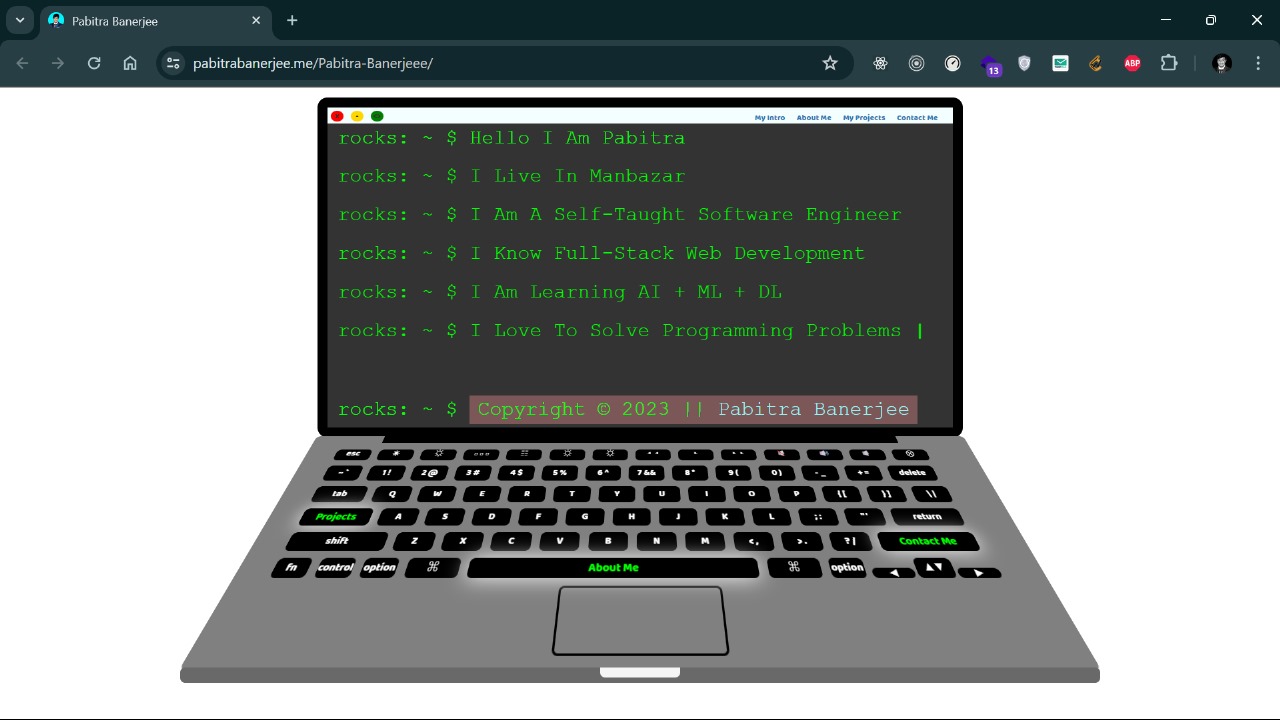 Pabitra Banerjee
pabitrabanerjee.me/Pabitra-Banerjeee/
13
ABP
My Intro About Me My Projects Contact Me
rocks: ~ $ Hello I Am Pabitra
rocks: ~ $ I Live In Manbazar
rocks: ~ $ I Am A Self-Taught Software Engineer
rocks: ~ $ I Know Full-Stack Web Development
rocks: ~ $ I Am Learning AI + ML + DL
rocks: ~ $ I Love To Solve Programming Problems |
rocks: ~ $ Copyright © 2023 || Pabitra Banerjee
esc
~` 1! 2@ 3# 4$ 5% 6^ 7&& 8* 9( 0) -_ += delete
tab Q W E R T Y U I O P {[ }] \|
Projects A S D F G H J K L ;: "' return
shift Z X C V B N M <, >. ?| Contact Me
fn control option ⌘ About Me ⌘ option ◀ ▲▼ ▶